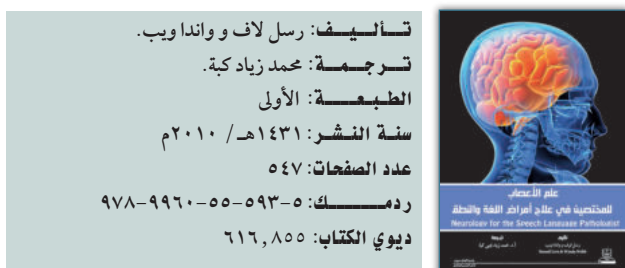 تأليف: رسل لاف و واندا ويب.
ترجمة: محمد زياد كبة.
الطبعة: الأولى
سنة النشر: ١٤٣١هـ / ٢٠١٠م
عدد الصفحات: ٥٤٧
ردمك: ٥-٥٩٣-٥٥-٩٩٦٠-٩٧٨
ديوي الكتاب: ٦١٦,٨٥٥
علم الأعصاب
للمختصين في علاج أمراض اللغة والنطق
Neurology for the Speech Language Pathologist